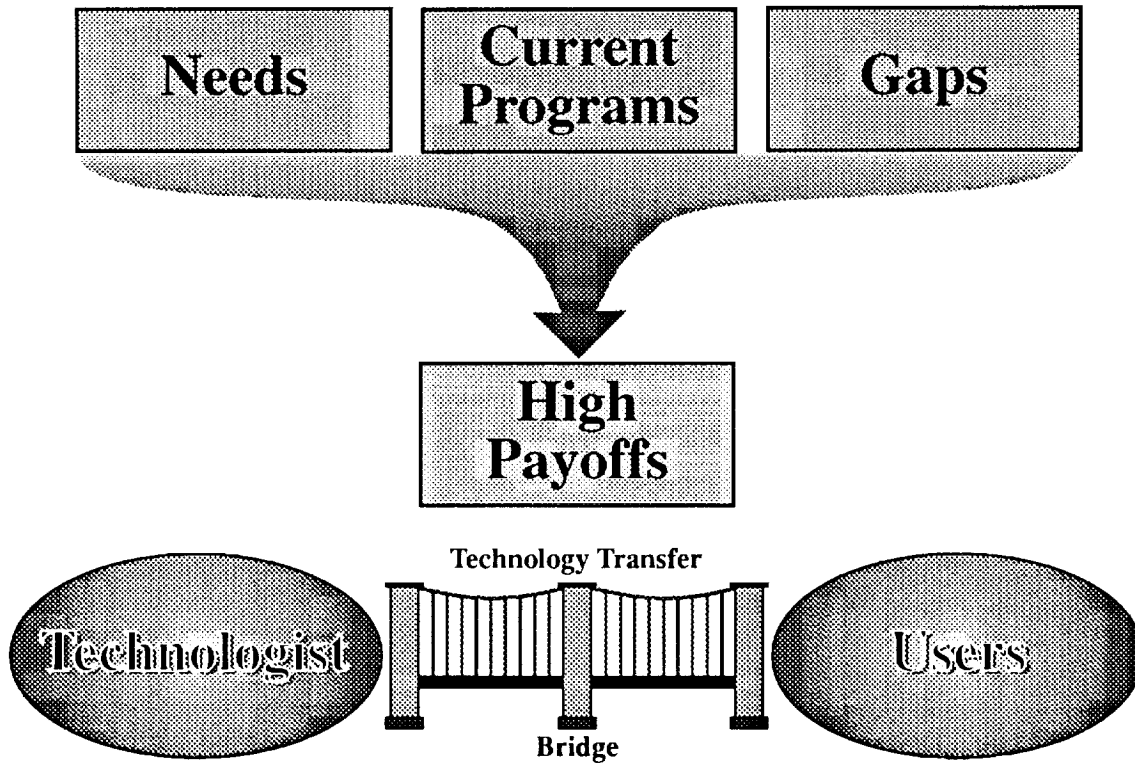 Needs
Current
Programs
Gaps
High
Payoffs
Technology Transfer
Technologist
Users
Bridge